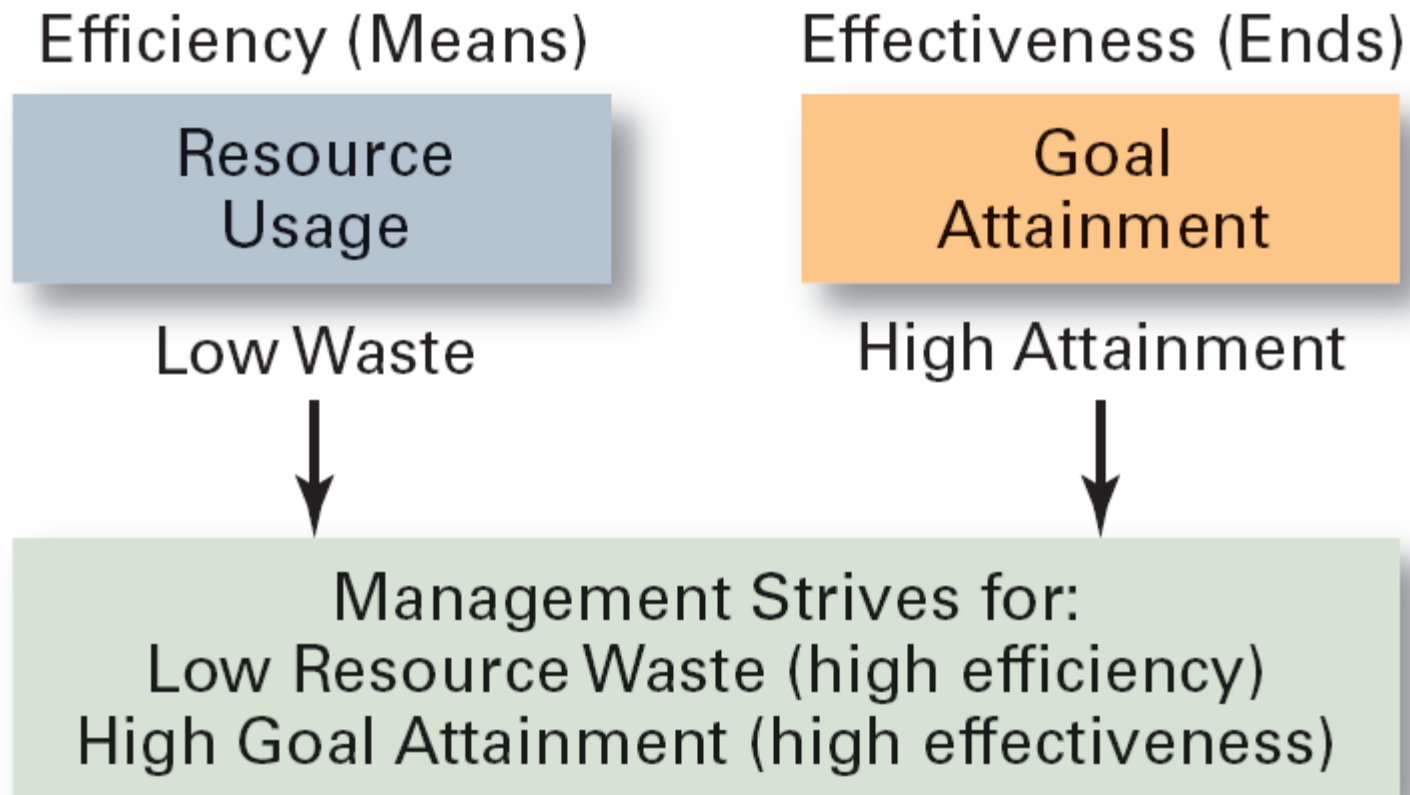 Efficiency (Means)
Resource
Usage
Low Waste
Effectiveness (Ends)
Goal
Attainment
High Attainment
Management Strives for:
Low Resource Waste (high efficiency)
High Goal Attainment (high effectiveness)